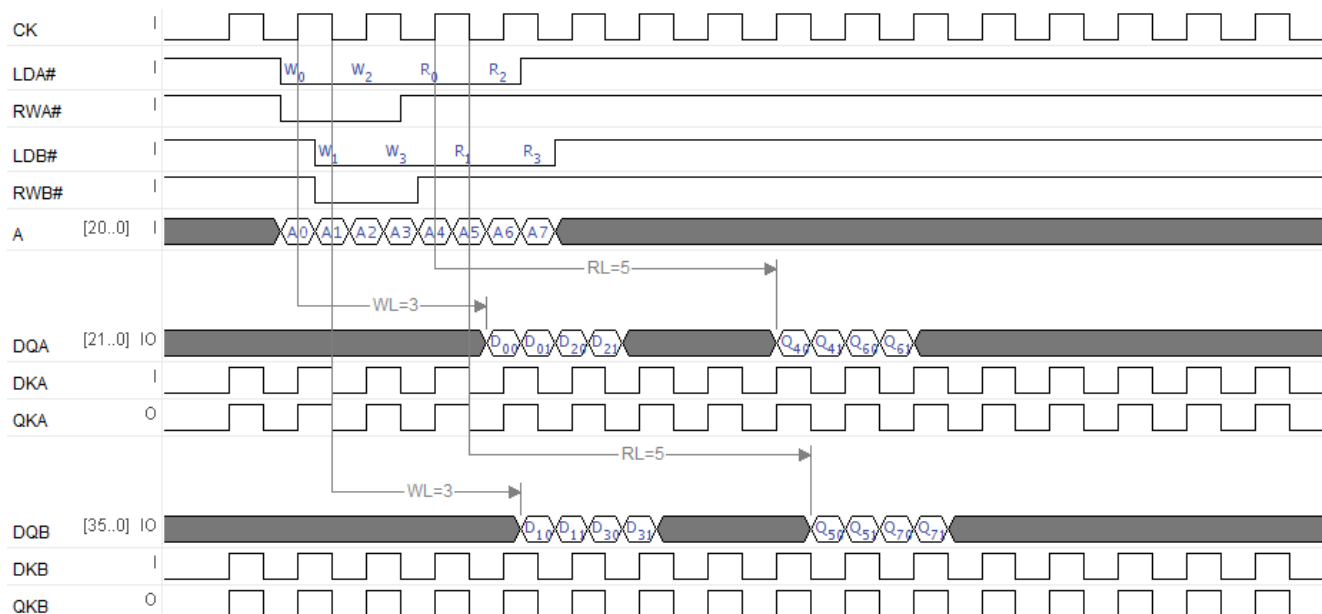 CK I
LDA# I W0 W2 R0 R2
RWA# I
LDB# I W1 W3 R1 R3
RWB# I
A [20..0] I A0 A1 A2 A3 A4 A5 A6 A7
RL=5
WL=3
DQA [21..0] IO D00 D01 D20 D21 Q40 Q41 Q60 Q61
DKA I
QKA O
RL=5
WL=3
DQB [35..0] IO D10 D11 D30 D31 Q50 Q51 Q70 Q71
DKB I
QKB O